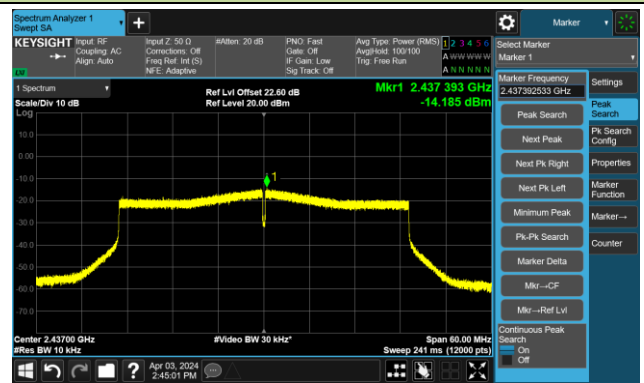 Spectrum Analyzer 1
Swept SA
Marker
KEYSIGHT
Input: RF
Coupling: AC
Align: Auto
Input Z: 50 Ω
Corrections: Off
Freq Ref: Int (S)
NFE: Adaptive
#Atten: 20 dB
PNO: Fast
Gate: Off
IF Gain: Low
Sig Track: Off
Avg Type: Power (RMS)
Avg|Hold: 100/100
Trig: Free Run
1 2 3 4 5 6
A W W W W W
A N N N N N
LW
Select Marker
Marker 1
1 Spectrum
Scale/Div 10 dB
Ref Lvl Offset 22.60 dB
Ref Level 20.00 dBm
Mkr1 2.437 393 GHz
-14.185 dBm
Log
10.0
0.00
-10.0
-20.0
-30.0
-40.0
-50.0
-60.0
-70.0
1
Center 2.43700 GHz
#Res BW 10 kHz
#Video BW 30 kHz*
Span 60.00 MHz
Sweep 241 ms (12000 pts)
Marker Frequency
2.437392533 GHz
Peak Search
Next Peak
Next Pk Right
Next Pk Left
Minimum Peak
Pk-Pk Search
Marker Delta
Mkr→CF
Mkr→Ref Lvl
Continuous Peak
Search
On
Off
Settings
Peak
Search
Pk Search
Config
Properties
Marker
Function
Marker→
Counter
Apr 03, 2024
2:45:01 PM